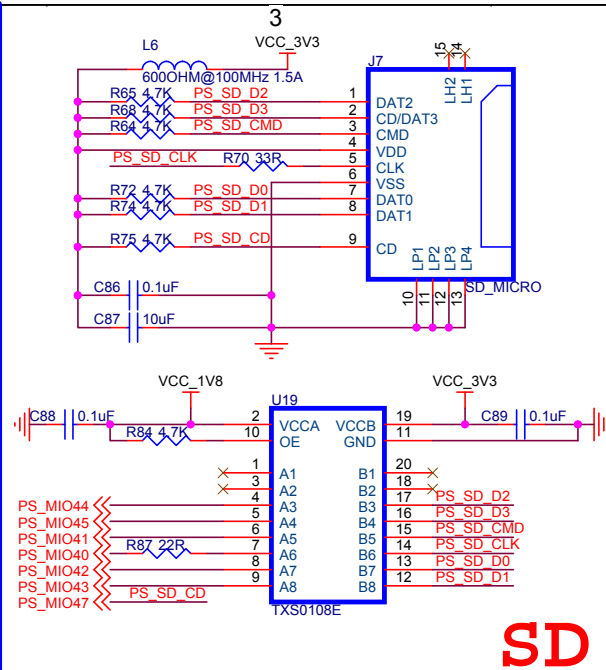 3
L6
VCC_3V3
600OHM@100MHz 1.5A
J7
15
14
LH2
LH1
R65 4.7K PS_SD_D2 1 DAT2
R68 4.7K PS_SD_D3 2 CD/DAT3
R64 4.7K PS_SD_CMD 3 CMD
4 VDD
PS_SD_CLK R70 33R 5 CLK
6 VSS
R72 4.7K PS_SD_D0 7 DAT0
R74 4.7K PS_SD_D1 8 DAT1
R75 4.7K PS_SD_CD 9 CD
LP1
LP2
LP3
LP4
10
11
12
13
SD_MICRO
C86 0.1uF
C87 10uF
VCC_1V8
VCC_3V3
U19
C88 0.1uF
2 VCCA VCCB 19
C89 0.1uF
R84 4.7K 10 OE GND 11
1 A1 B1 20
3 A2 B2 18
PS_MIO44 4 A3 B3 17 PS_SD_D2
PS_MIO45 5 A4 B4 16 PS_SD_D3
PS_MIO41 6 A5 B5 15 PS_SD_CMD
PS_MIO40 R87 22R 7 A6 B6 14 PS_SD_CLK
PS_MIO42 8 A7 B7 13 PS_SD_D0
PS_MIO43 9 A8 B8 12 PS_SD_D1
PS_MIO47 PS_SD_CD
TXS0108E
SD